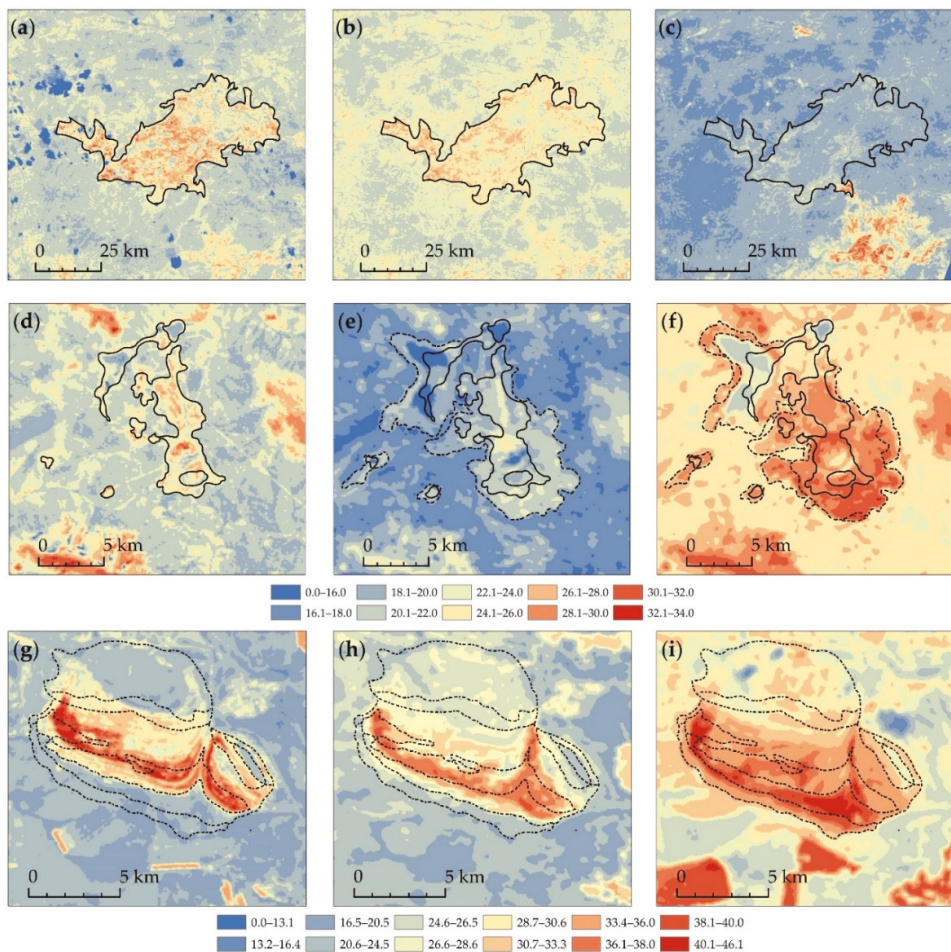 (a)
(b)
(c)
0 25 km
0 25 km
0 25 km
(d)
(e)
(f)
0 5 km
0 5 km
0 5 km
0.0–16.0 18.1–20.0 22.1–24.0 26.1–28.0 30.1–32.0
16.1–18.0 20.1–22.0 24.1–26.0 28.1–30.0 32.1–34.0
(g)
(h)
(i)
0 5 km
0 5 km
0 5 km
0.0–13.1 16.5–20.5 24.6–26.5 28.7–30.6 33.4–36.0 38.1–40.0
13.2–16.4 20.6–24.5 26.6–28.6 30.7–33.3 36.1–38.0 40.1–46.1